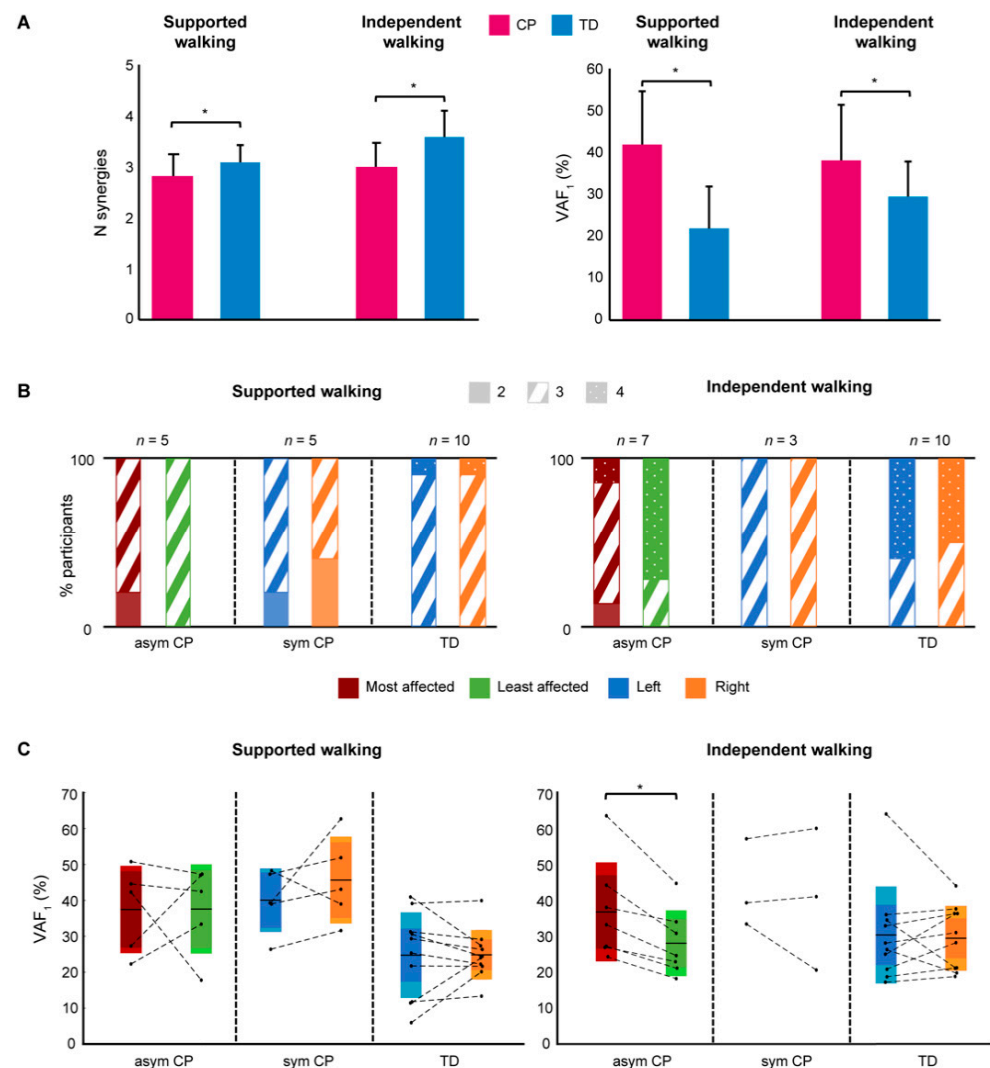 A
Supported walking
Independent walking
CP
TD
Supported walking
Independent walking
5
4
3
2
1
0
N synergies
*
*
60
50
40
30
20
10
0
VAF1 (%)
*
*
B
Supported walking
2
3
4
Independent walking
n = 5
n = 5
n = 10
n = 7
n = 3
n = 10
100
0
% participants
100
0
asym CP
sym CP
TD
asym CP
sym CP
TD
Most affected
Least affected
Left
Right
C
Supported walking
Independent walking
70
60
50
40
30
20
10
0
VAF1 (%)
70
60
50
40
30
20
10
0
*
asym CP
sym CP
TD
asym CP
sym CP
TD